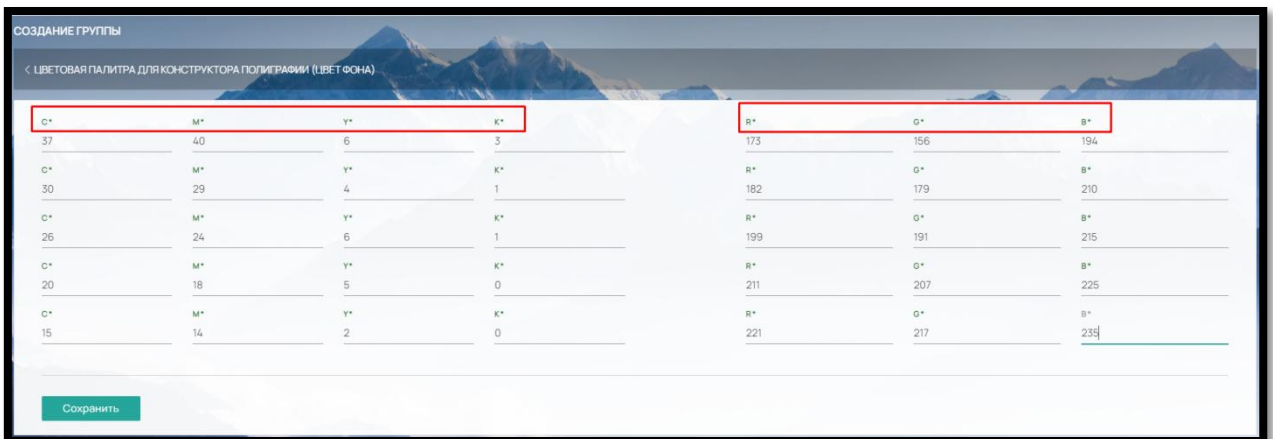 СОЗДАНИЕ ГРУППЫ
< ЦВЕТОВАЯ ПАЛИТРА ДЛЯ КОНСТРУКТОРА ПОЛИГРАФИИ (ЦВЕТ ФОНА)
C* M* Y* K* R* G* B*
37 40 6 3 173 156 194
C* M* Y* K* R* G* B*
30 29 4 1 182 179 210
C* M* Y* K* R* G* B*
26 24 6 1 199 191 215
C* M* Y* K* R* G* B*
20 18 5 0 211 207 225
C* M* Y* K* R* G* B*
15 14 2 0 221 217 235
Сохранить